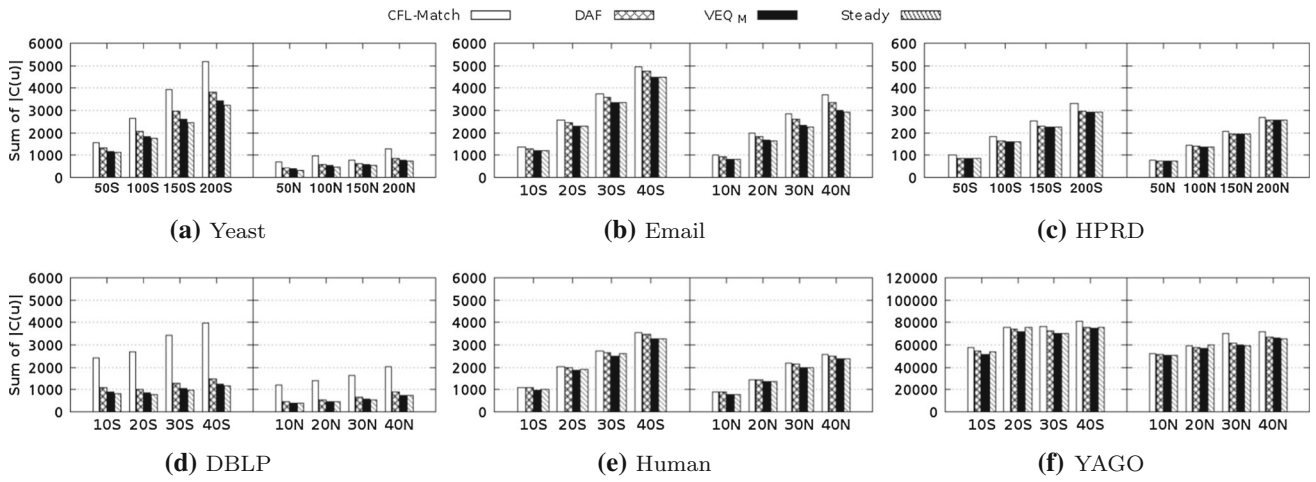 CFL-Match DAF VEQ M Steady
Sum of |C(u)|
6000
5000
4000
3000
2000
1000
0
50S 100S 150S 200S 50N 100N 150N 200N
(a) Yeast
6000
5000
4000
3000
2000
1000
0
10S 20S 30S 40S 10N 20N 30N 40N
(b) Email
600
500
400
300
200
100
0
50S 100S 150S 200S 50N 100N 150N 200N
(c) HPRD
Sum of |C(u)|
6000
5000
4000
3000
2000
1000
0
10S 20S 30S 40S 10N 20N 30N 40N
(d) DBLP
6000
5000
4000
3000
2000
1000
0
10S 20S 30S 40S 10N 20N 30N 40N
(e) Human
120000
100000
80000
60000
40000
20000
0
10S 20S 30S 40S 10N 20N 30N 40N
(f) YAGO